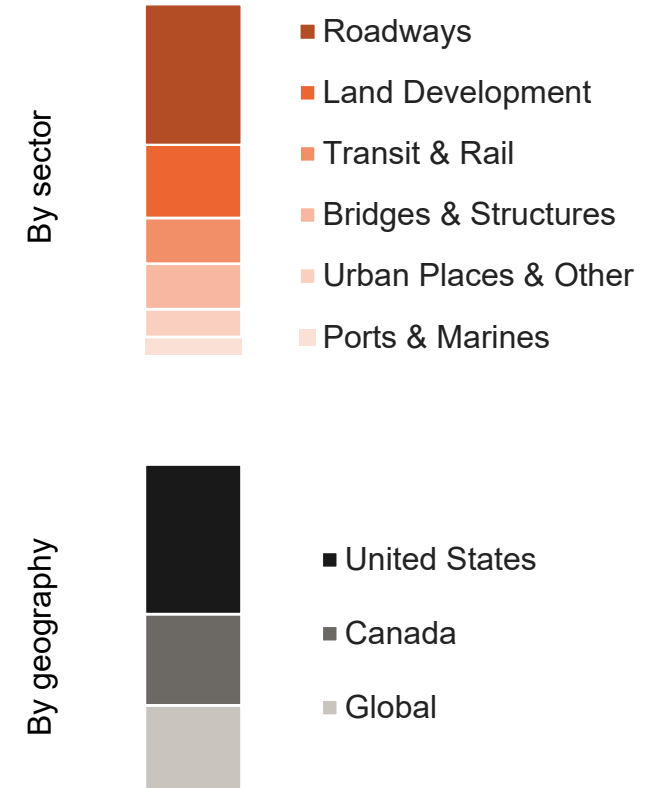 By sector
Roadways
Land Development
Transit & Rail
Bridges & Structures
Urban Places & Other
Ports & Marines
By geography
United States
Canada
Global